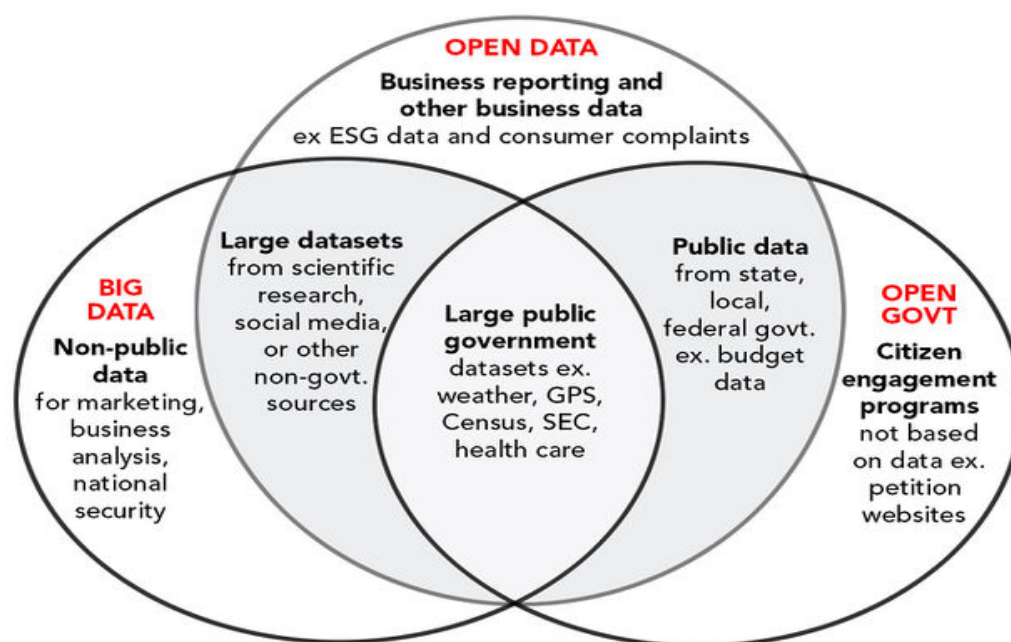 OPEN DATA
Business reporting and
other business data
ex ESG data and consumer complaints
Large datasets
from scientific
research,
social media,
or other
non-govt.
sources
Public data
from state,
local,
federal govt.
ex. budget
data
BIG
DATA
Non-public
data
for marketing,
business
analysis,
national
security
Large public
government
datasets ex.
weather, GPS,
Census, SEC,
health care
OPEN
GOVT
Citizen
engagement
programs
not based
on data ex.
petition
websites